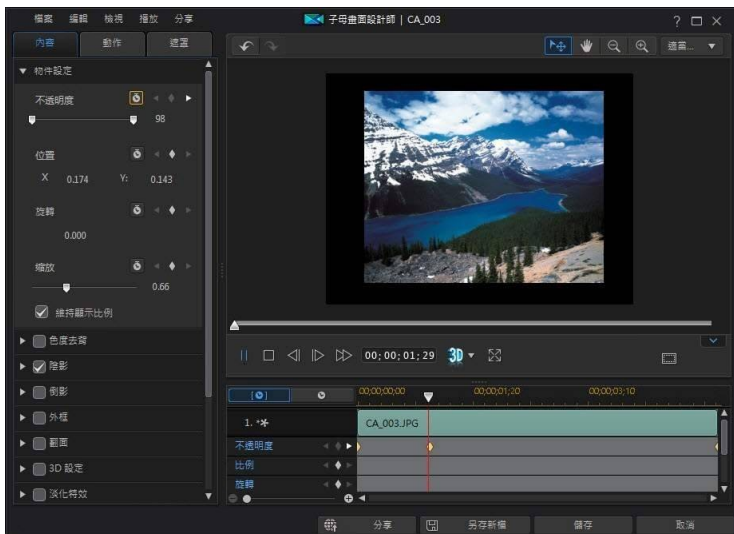 檔案 編輯 檢視 播放 分享 子母畫面設計師 | CA_003 ?
內容 動作 遮罩
物件設定
不透明度
98
位置
X 0.174 Y: 0.143
旋轉
0.000
縮放
0.66
維持顯示比例
色度去背
陰影
倒影
外框
翻面
3D 設定
淡化特效
00;00;01;29 3D
00;00;00;00 00;00;01;20 00;00;03;10
1. CA_003.JPG
不透明度
比例
旋轉
分享 另存新檔 儲存 取消